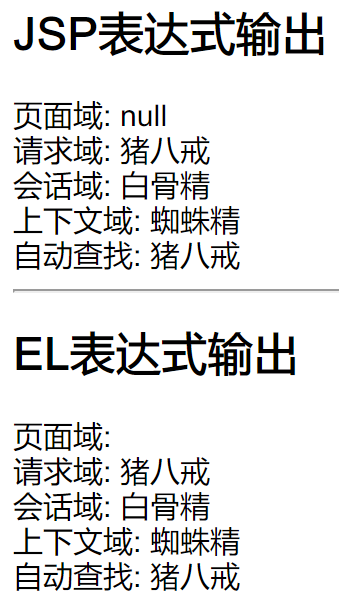 JSP表达式输出
页面域: null
请求域: 猪八戒
会话域: 白骨精
上下文域: 蜘蛛精
自动查找: 猪八戒
EL表达式输出
页面域:
请求域: 猪八戒
会话域: 白骨精
上下文域: 蜘蛛精
自动查找: 猪八戒